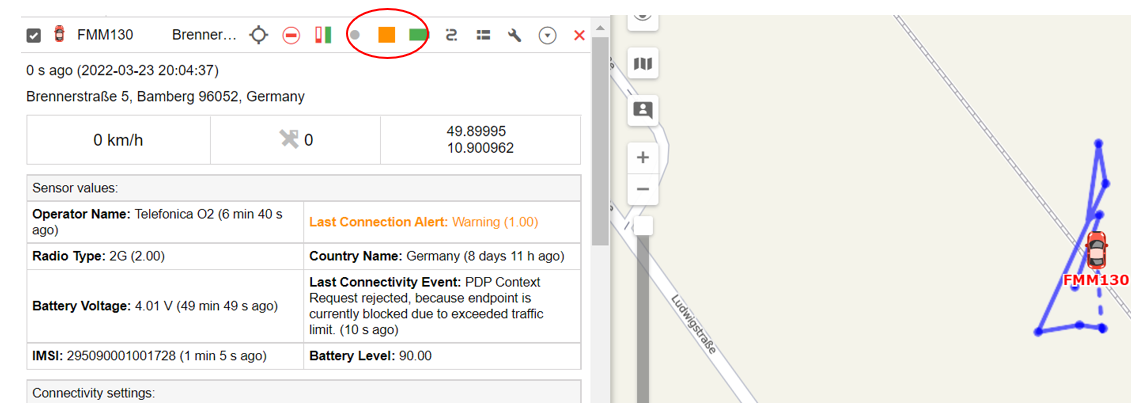 FMM130 Brenner...
0 s ago (2022-03-23 20:04:37)
Brennerstraße 5, Bamberg 96052, Germany
0 km/h
0
49.89995
10.900962
Sensor values:
Operator Name: Telefonica O2 (6 min 40 s
ago)
Last Connection Alert: Warning (1.00)
Radio Type: 2G (2.00)
Country Name: Germany (8 days 11 h ago)
Battery Voltage: 4.01 V (49 min 49 s ago)
Last Connectivity Event: PDP Context
Request rejected, because endpoint is
currently blocked due to exceeded traffic
limit. (10 s ago)
IMSI: 295090001001728 (1 min 5 s ago)
Battery Level: 90.00
Connectivity settings:
Ludwigstraße
FMM130